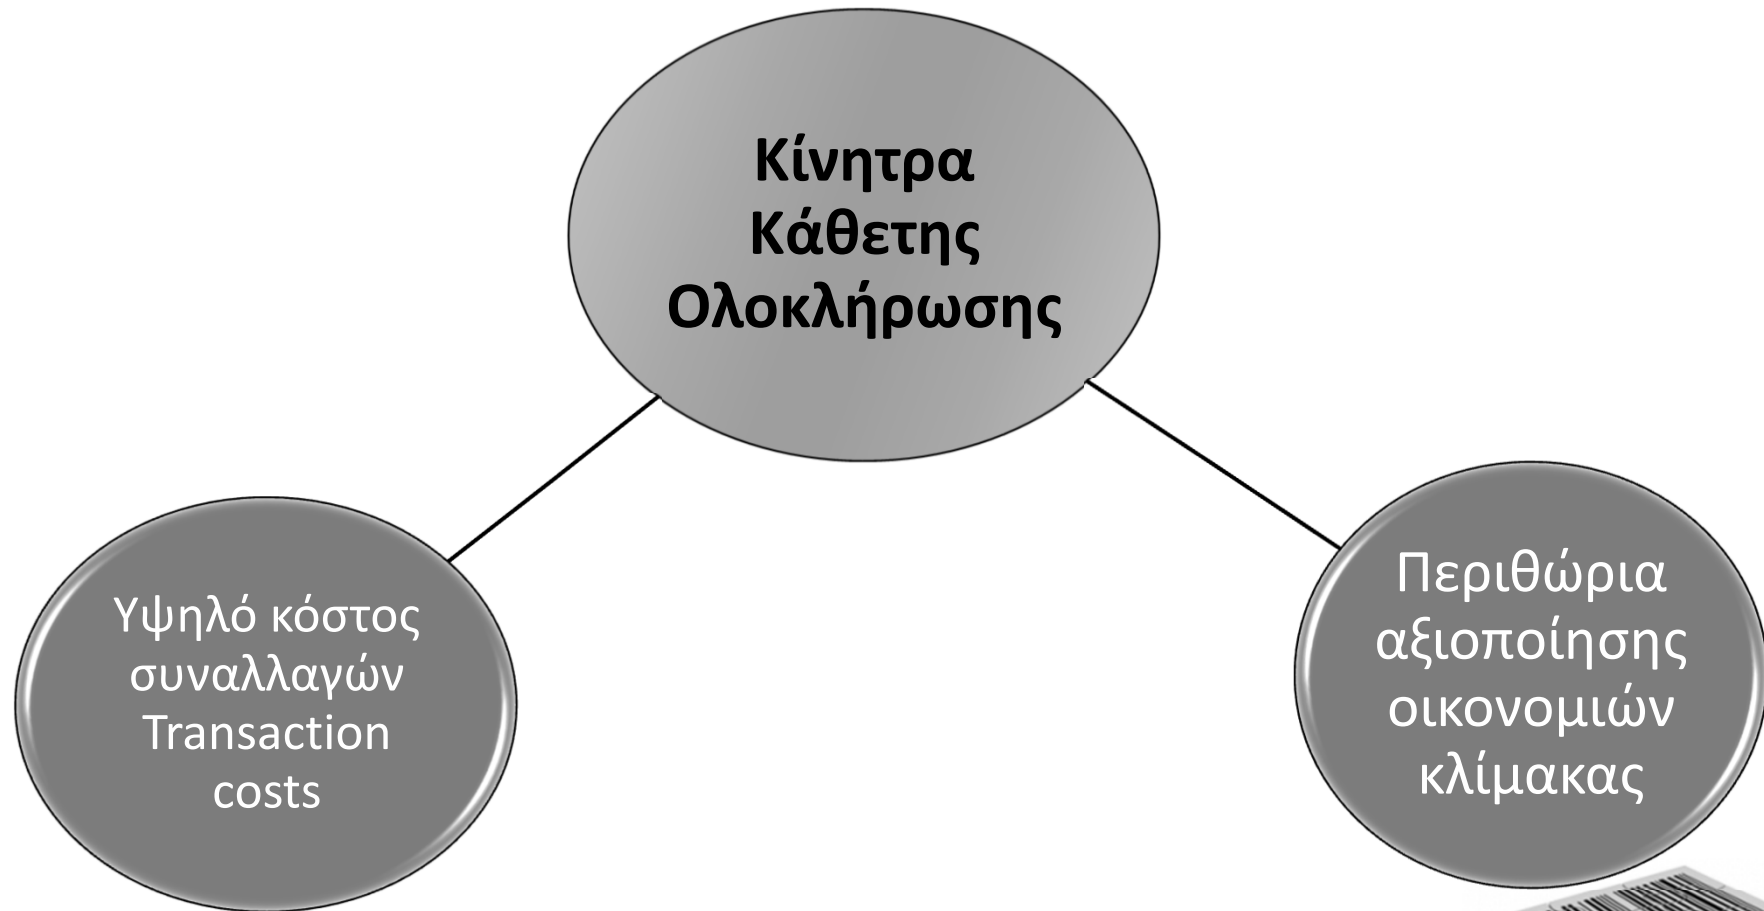 Κίνητρα
Κάθετης
Ολοκλήρωσης
Υψηλό κόστος
συναλλαγών
Transaction
costs
Περιθώρια
αξιοποίησης
οικονομιών
κλίμακας